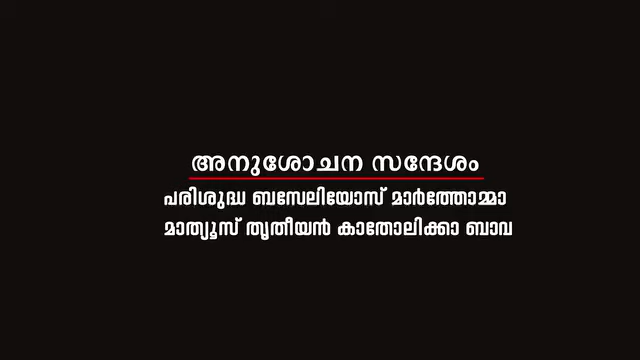 അനുശോചന സന്ദേശം
പരിശുദ്ധ ബസേലിയോസ് മാർത്തോമ്മാ
മാത്യൂസ് തൃതീയൻ കാതോലിക്കാ ബാവ